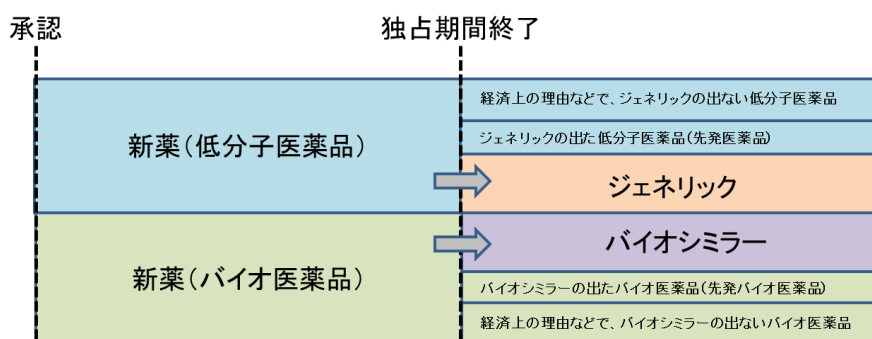 承認
独占期間終了
新薬(低分子医薬品)
経済上の理由などで、ジェネリックの出ない低分子医薬品
ジェネリックの出た低分子医薬品(先発医薬品)
ジェネリック
バイオシミラー
新薬(バイオ医薬品)
バイオシミラーの出たバイオ医薬品(先発バイオ医薬品)
経済上の理由などで、バイオシミラーの出ないバイオ医薬品